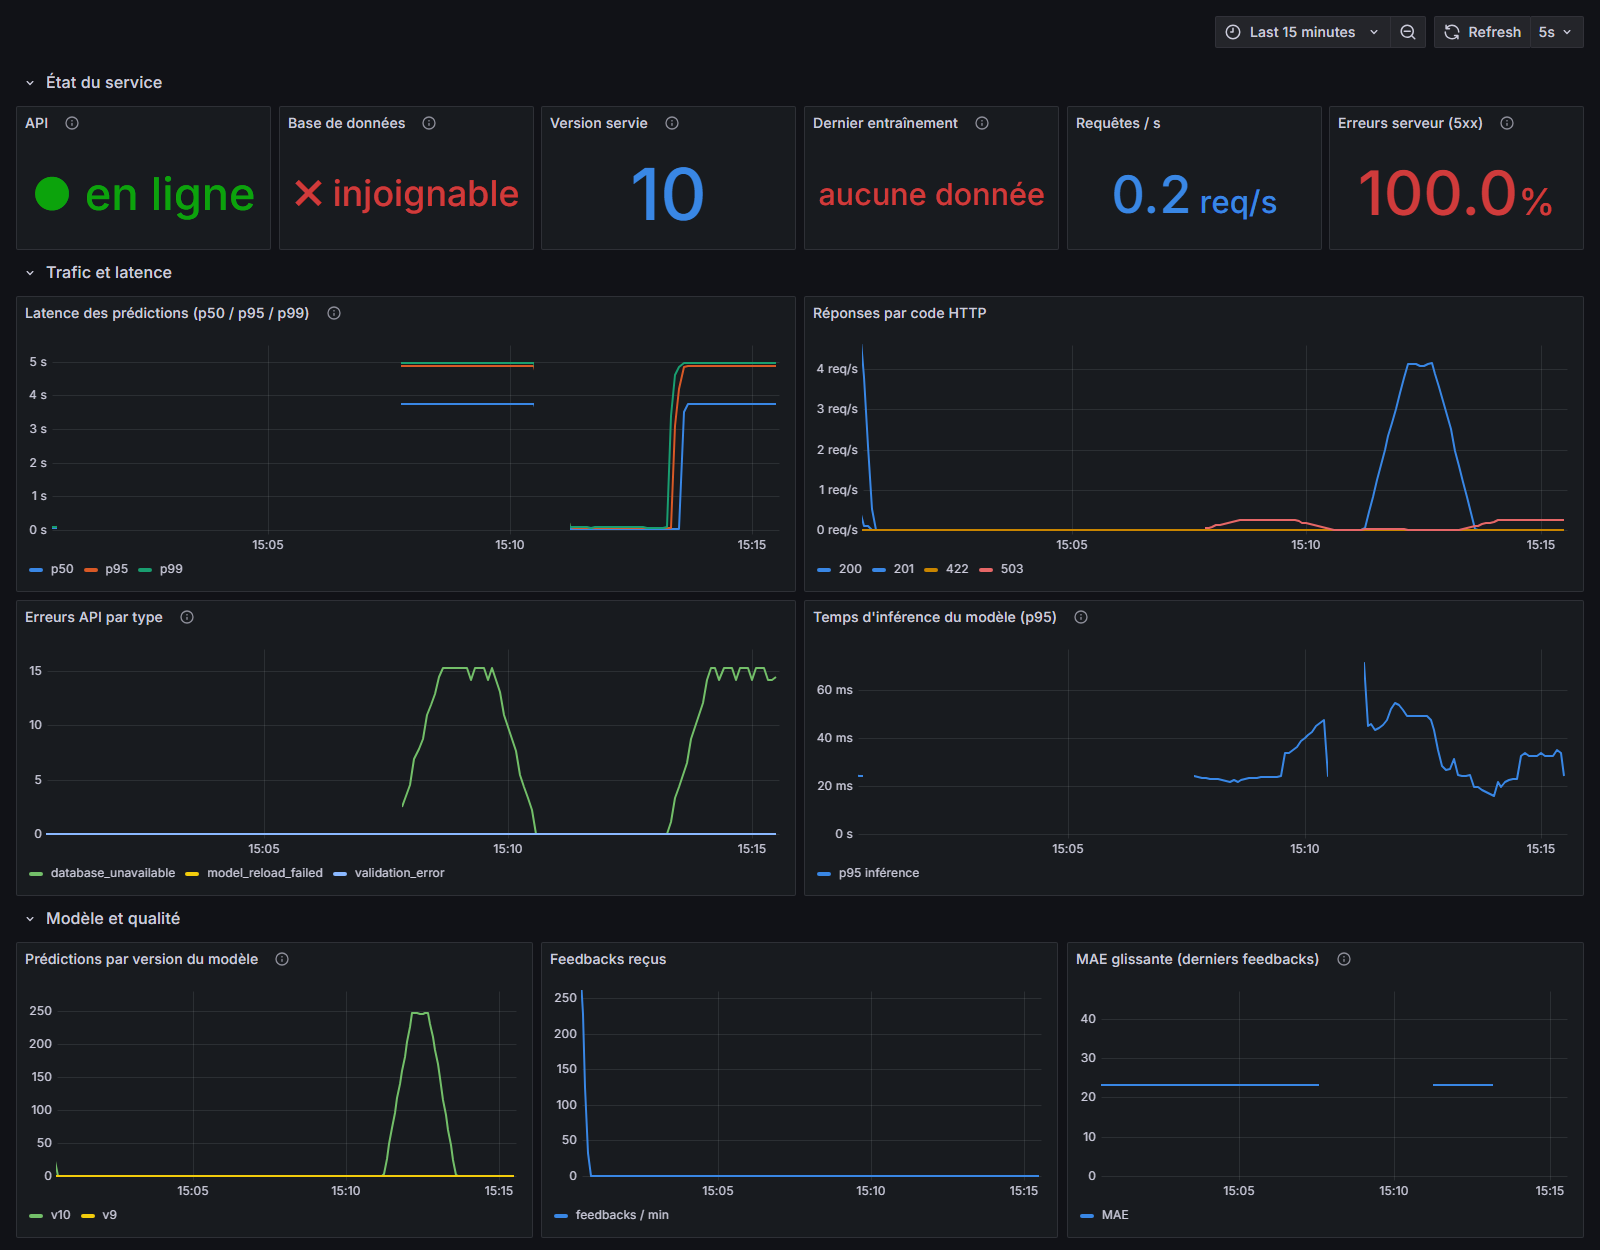 Last 15 minutes
Refresh
5s
État du service
API
Base de données
Version servie
Dernier entraînement
Requêtes / s
Erreurs serveur (5xx)
en ligne
injoignable
10
aucune donnée
0.2 req/s
100.0%
Trafic et latence
Latence des prédictions (p50 / p95 / p99)
5 s
4 s
3 s
2 s
1 s
0 s
15:05
15:10
15:15
p50
p95
p99
Réponses par code HTTP
4 req/s
3 req/s
2 req/s
1 req/s
0 req/s
15:05
15:10
15:15
200
201
422
503
Erreurs API par type
15
10
5
0
15:05
15:10
15:15
database_unavailable
model_reload_failed
validation_error
Temps d'inférence du modèle (p95)
60 ms
40 ms
20 ms
0 s
15:05
15:10
15:15
p95 inférence
Modèle et qualité
Prédictions par version du modèle
250
200
150
100
50
0
15:05
15:10
15:15
v10
v9
Feedbacks reçus
250
200
150
100
50
0
15:05
15:10
15:15
feedbacks / min
MAE glissante (derniers feedbacks)
40
30
20
10
0
15:05
15:10
15:15
MAE